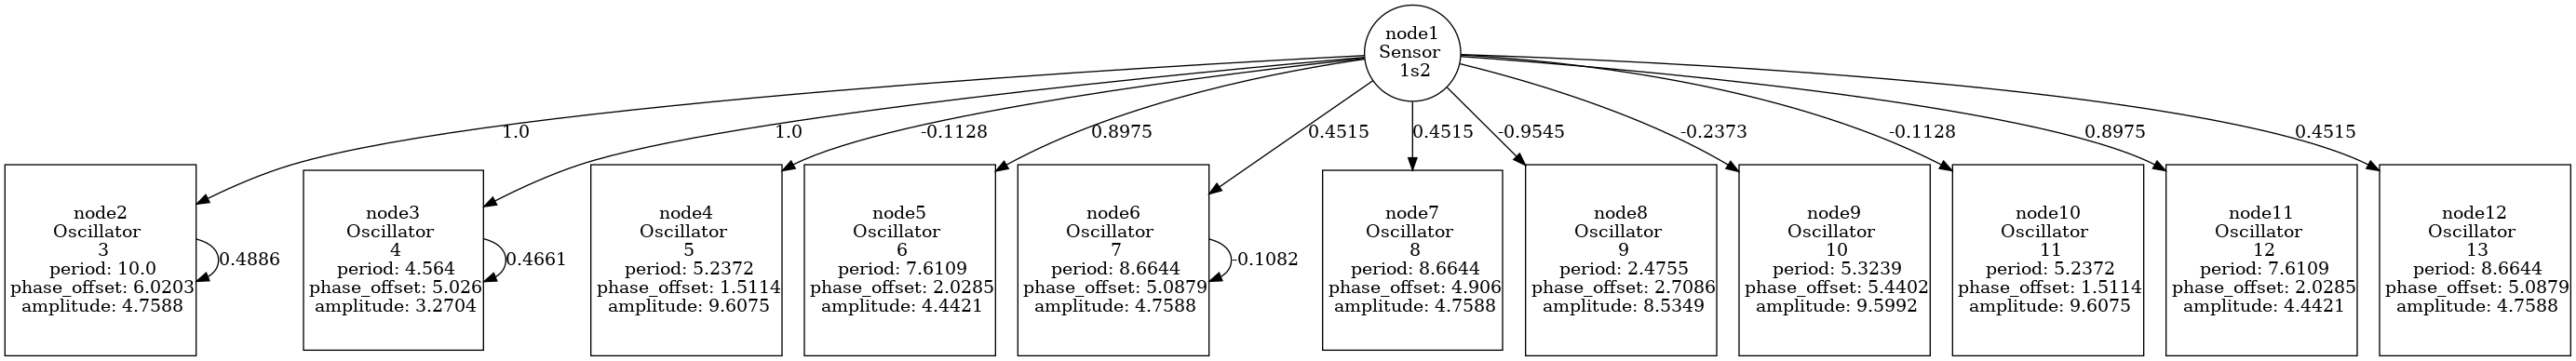 node1
Sensor
1s2
1.0
1.0
-0.1128
0.8975
0.4515
0.4515
-0.9545
-0.2373
-0.1128
0.8975
0.4515
node2
Oscillator
3
period: 10.0
phase_offset: 6.0203
amplitude: 4.7588
0.4886
node3
Oscillator
4
period: 4.564
phase_offset: 5.026
amplitude: 3.2704
0.4661
node4
Oscillator
5
period: 5.2372
phase_offset: 1.5114
amplitude: 9.6075
node5
Oscillator
6
period: 7.6109
phase_offset: 2.0285
amplitude: 4.4421
node6
Oscillator
7
period: 8.6644
phase_offset: 5.0879
amplitude: 4.7588
-0.1082
node7
Oscillator
8
period: 8.6644
phase_offset: 4.906
amplitude: 4.7588
node8
Oscillator
9
period: 2.4755
phase_offset: 2.7086
amplitude: 8.5349
node9
Oscillator
10
period: 5.3239
phase_offset: 5.4402
amplitude: 9.5992
node10
Oscillator
11
period: 5.2372
phase_offset: 1.5114
amplitude: 9.6075
node11
Oscillator
12
period: 7.6109
phase_offset: 2.0285
amplitude: 4.4421
node12
Oscillator
13
period: 8.6644
phase_offset: 5.0879
amplitude: 4.7588